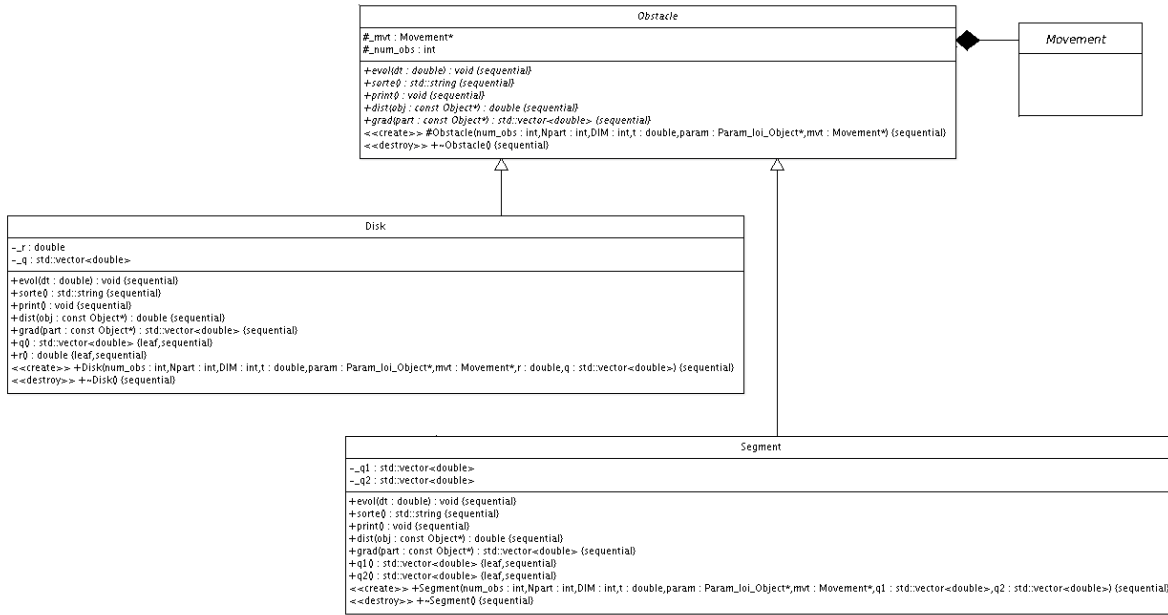 Obstacle
#_mvt : Movement*
#_num_obs : int
+evol(dt : double) : void {sequential}
+sorte() : std::string {sequential}
+print() : void {sequential}
+dist(obj : const Object*) : double {sequential}
+grad(part : const Object*) : std::vector<double> {sequential}
<<create>> #Obstacle(num_obs : int,Npart : int,DIM : int,t : double,param : Param_loi_Object*,mvt : Movement*) {sequential}
<<destroy>> +~Obstacle() {sequential}
Movement
Disk
-_r : double
-_q : std::vector<double>
+evol(dt : double) : void {sequential}
+sorte() : std::string {sequential}
+print() : void {sequential}
+dist(obj : const Object*) : double {sequential}
+grad(part : const Object*) : std::vector<double> {sequential}
+q() : std::vector<double> {leaf,sequential}
+r() : double {leaf,sequential}
<<create>> +Disk(num_obs : int,Npart : int,DIM : int,t : double,param : Param_loi_Object*,mvt : Movement*,r : double,q : std::vector<double>) {sequential}
<<destroy>> +~Disk() {sequential}
Segment
-_q1 : std::vector<double>
-_q2 : std::vector<double>
+evol(dt : double) : void {sequential}
+sorte() : std::string {sequential}
+print() : void {sequential}
+dist(obj : const Object*) : double {sequential}
+grad(part : const Object*) : std::vector<double> {sequential}
+q1() : std::vector<double> {leaf,sequential}
+q2() : std::vector<double> {leaf,sequential}
<<create>> +Segment(num_obs : int,Npart : int,DIM : int,t : double,param : Param_loi_Object*,mvt : Movement*,q1 : std::vector<double>,q2 : std::vector<double>) {sequential}
<<destroy>> +~Segment() {sequential}